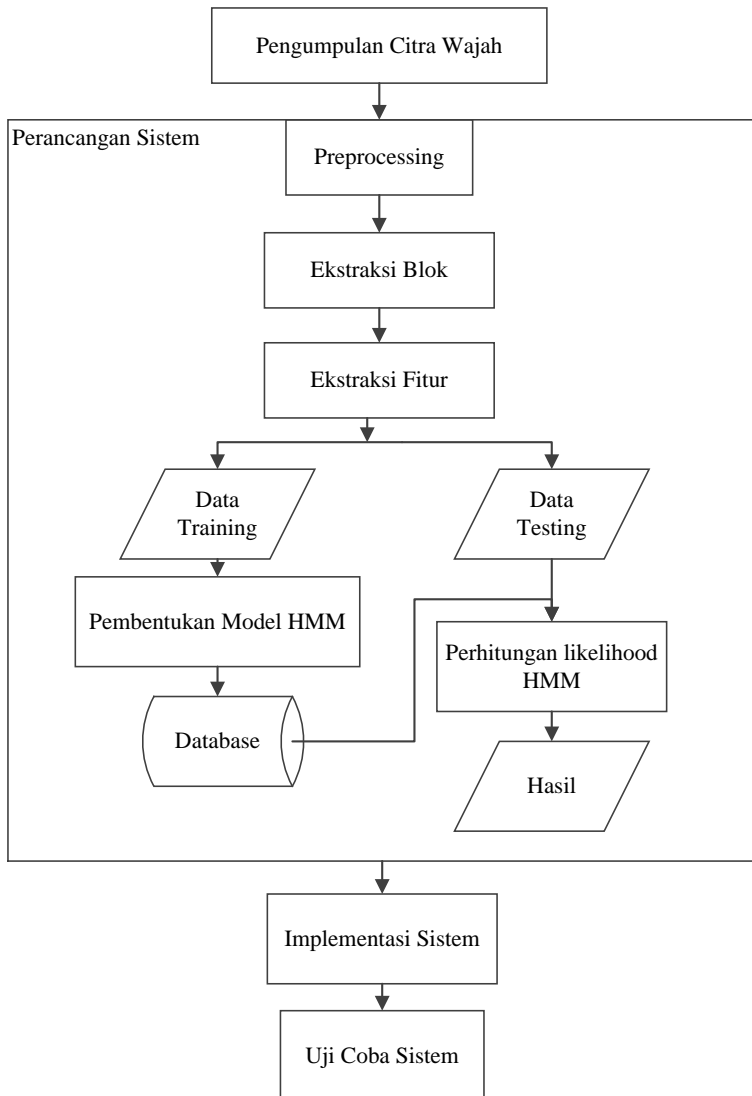 Pengumpulan Citra Wajah
Perancangan Sistem
Preprocessing
Ekstraksi Blok
Ekstraksi Fitur
Data
Training
Data
Testing
Pembentukan Model HMM
Perhitungan likelihood
HMM
Database
Hasil
Implementasi Sistem
Uji Coba Sistem